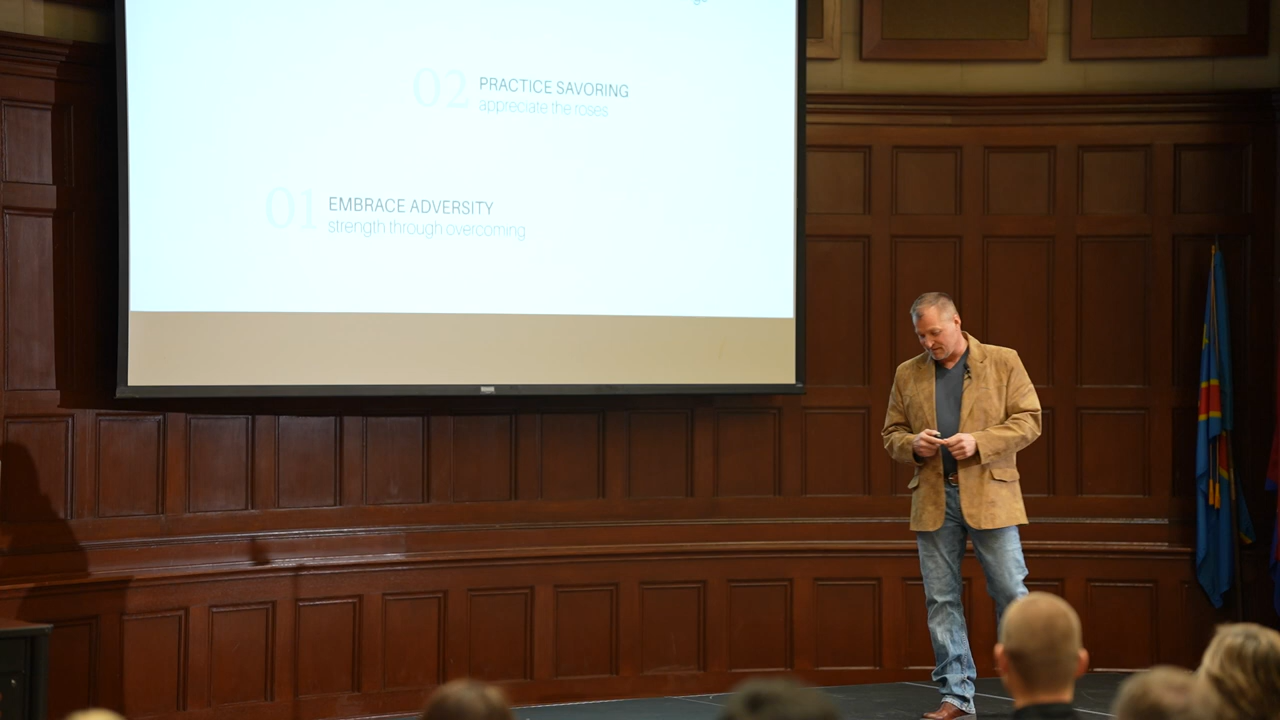 02 PRACTICE SAVORING
appreciate the roses
01 EMBRACE ADVERSITY
strength through overcoming